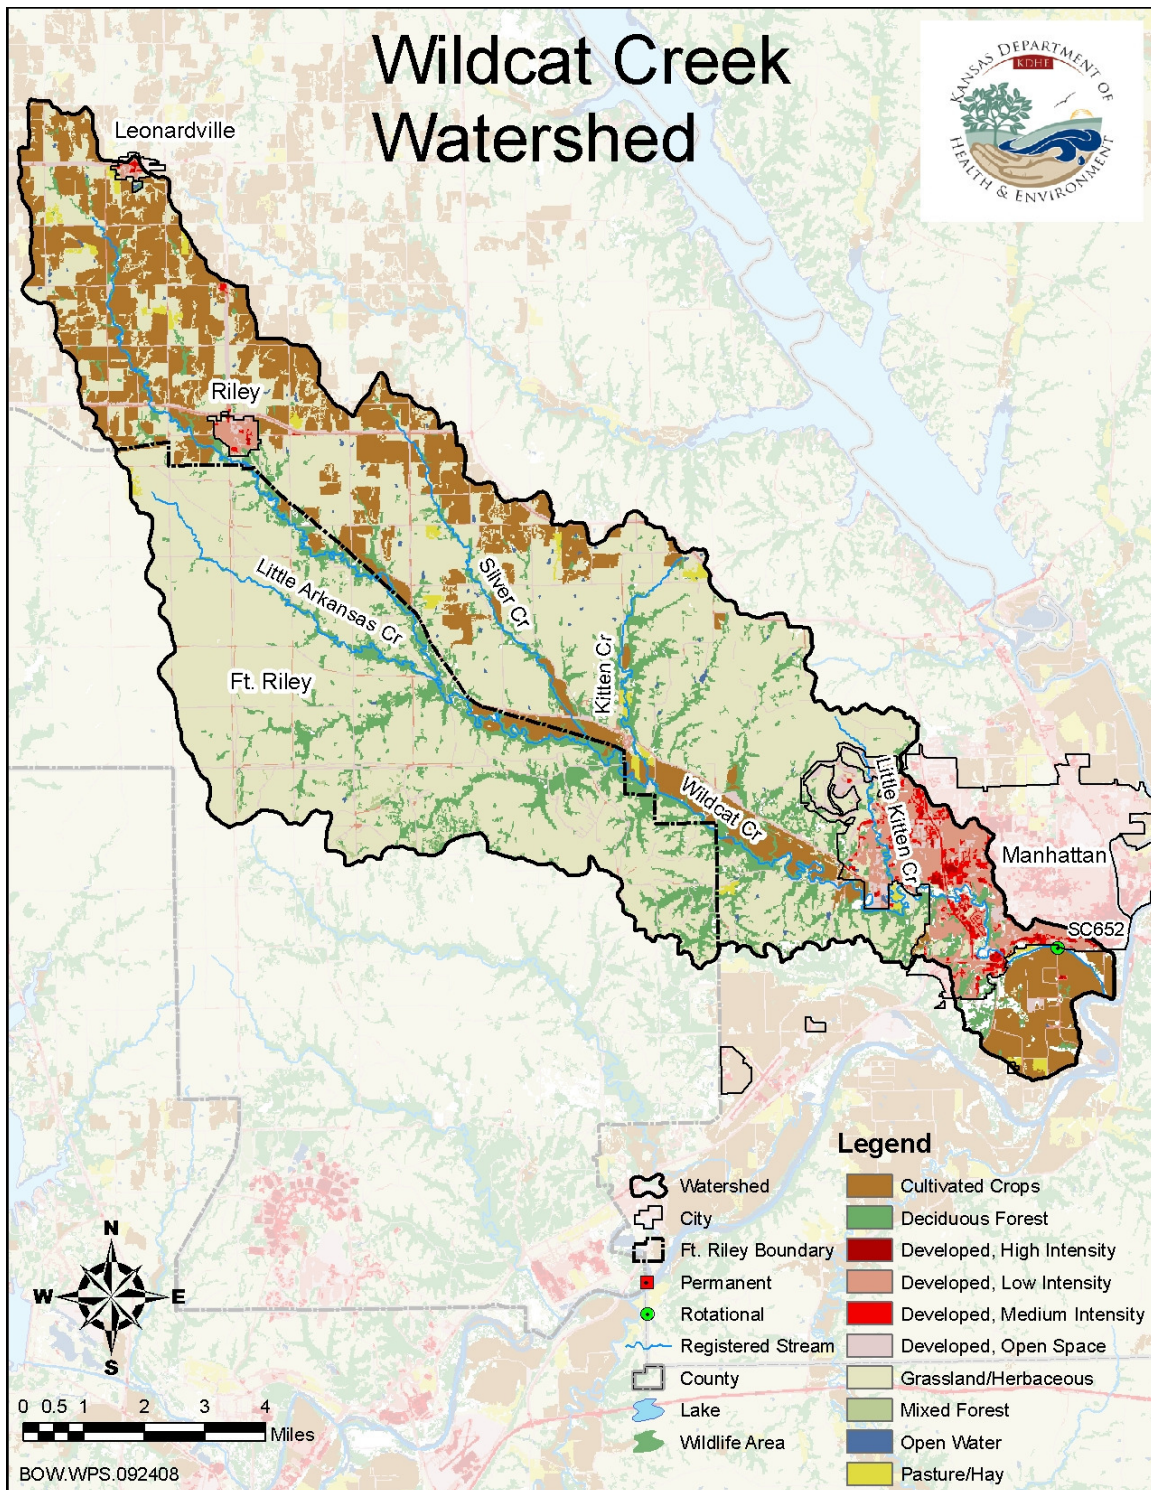 Wildcat Creek
Watershed
KANSAS DEPARTMENT OF
KDHE
HEALTH & ENVIRONMENT
Leonardville
Riley
Little Arkansas Cr
Silver Cr
Kitten Cr
Ft. Riley
Wildcat Cr
Little Kitten Cr
Manhattan
SC652
Legend
Watershed
City
Ft. Riley Boundary
Permanent
Rotational
Registered Stream
County
Lake
Wildlife Area
Cultivated Crops
Deciduous Forest
Developed, High Intensity
Developed, Low Intensity
Developed, Medium Intensity
Developed, Open Space
Grassland/Herbaceous
Mixed Forest
Open Water
Pasture/Hay
N
W E
S
0 0.5 1 2 3 4
Miles
BOW.WPS.092408